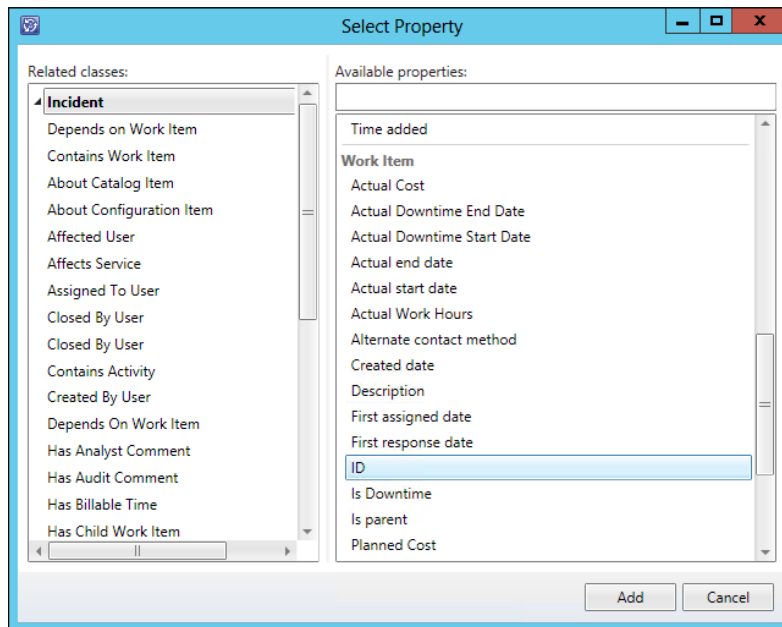 Select Property
Related classes:
Incident
Depends on Work Item
Contains Work Item
About Catalog Item
About Configuration Item
Affected User
Affects Service
Assigned To User
Closed By User
Closed By User
Contains Activity
Created By User
Depends On Work Item
Has Analyst Comment
Has Audit Comment
Has Billable Time
Has Child Work Item
Available properties:
Time added
Work Item
Actual Cost
Actual Downtime End Date
Actual Downtime Start Date
Actual end date
Actual start date
Actual Work Hours
Alternate contact method
Created date
Description
First assigned date
First response date
ID
Is Downtime
Is parent
Planned Cost
Add
Cancel